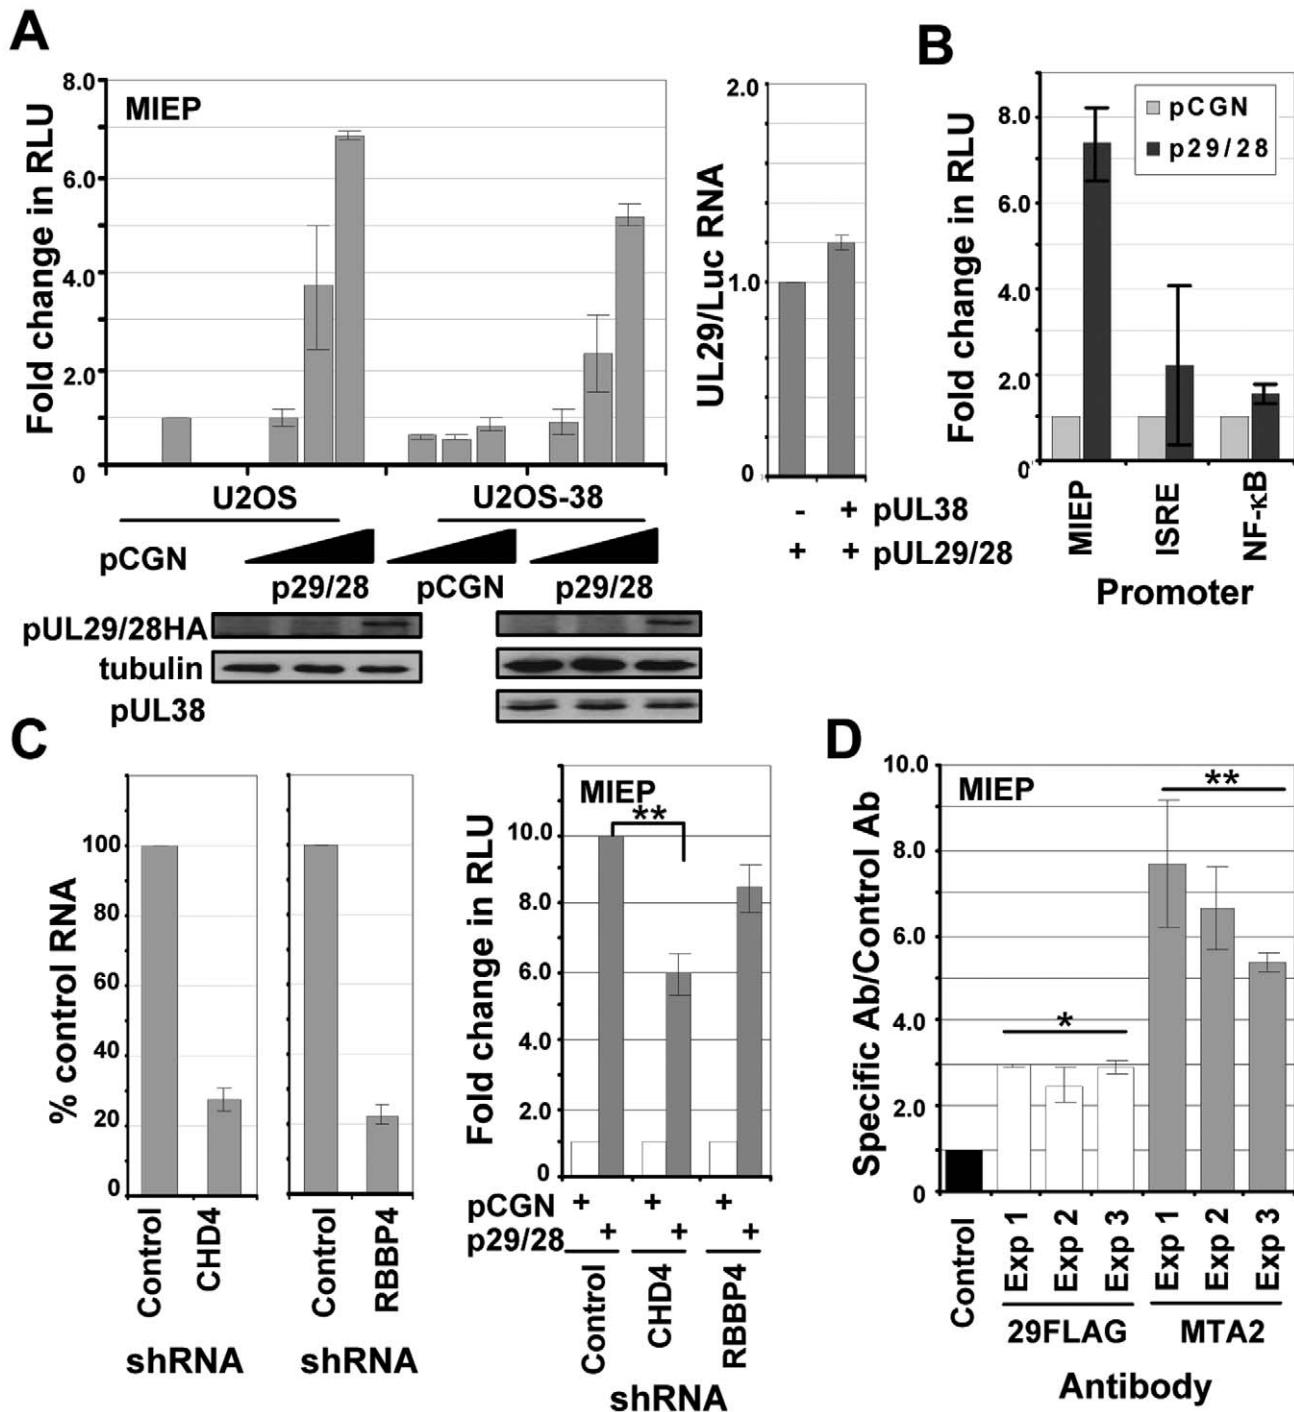 A
Fold change in RLU
8.0
6.0
4.0
2.0
0
MIEP
U2OS
U2OS-38
pCGN
p29/28
pCGN
p29/28
pUL29/28HA
tubulin
pUL38
UL29/Luc RNA
2.0
1.0
0
- + pUL38
+ + pUL29/28
B
Fold change in RLU
8.0
6.0
4.0
2.0
0
pCGN
p29/28
MIEP
ISRE
NF-κB
Promoter
C
% control RNA
100
80
60
40
20
0
Control
CHD4
shRNA
Control
RBBP4
shRNA
Fold change in RLU
10.0
8.0
6.0
4.0
2.0
0
MIEP
**
pCGN + + +
p29/28 + + +
Control
CHD4
RBBP4
shRNA
D
Specific Ab/Control Ab
10.0
8.0
6.0
4.0
2.0
0
MIEP
*
**
Control
Exp 1
Exp 2
Exp 3
29FLAG
Exp 1
Exp 2
Exp 3
MTA2
Antibody